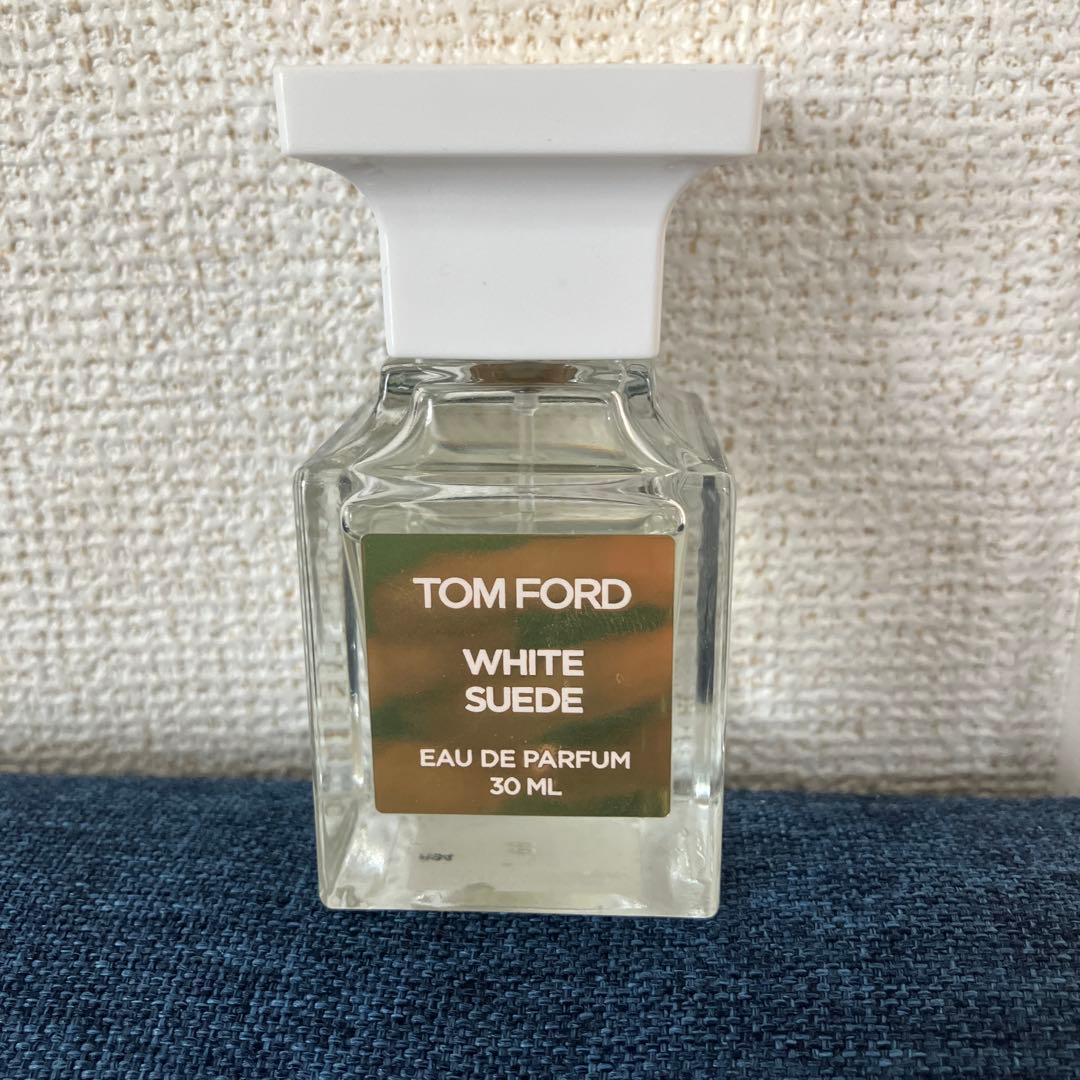 TOM FORD
WHITE
SUEDE
EAU DE PARFUM
30 ML